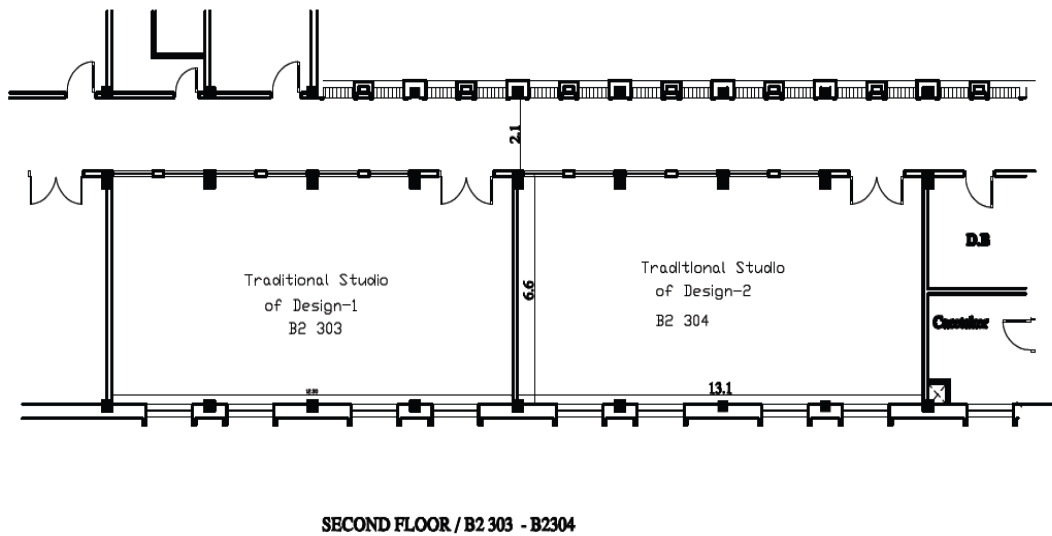 2.1
D.B
Traditional Studio
of Design-1
B2 303
6.6
Traditional Studio
of Design-2
B2 304
13.1
SECOND FLOOR / B2 303 - B2304